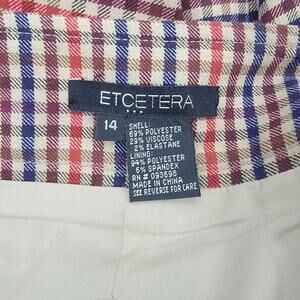 ETCETERA
14
SHELL:
69% POLYESTER
29% VISCOSE
2% ELASTANE
LINING:
94% POLYESTER
6% SPANDEX
RN # 093698
MADE IN CHINA
SEE REVERSE FOR CARE